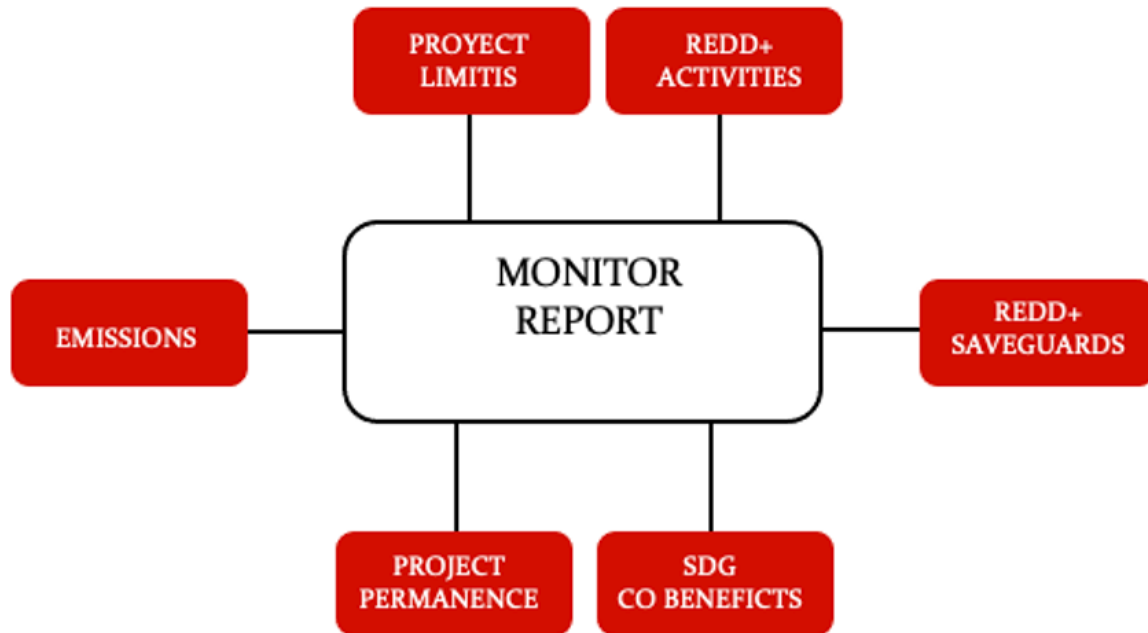 PROYECT
LIMITIS
REDD+
ACTIVITIES
MONITOR
REPORT
EMISSIONS
REDD+
SAVEGUARDS
PROJECT
PERMANENCE
SDG
CO BENEFICTS